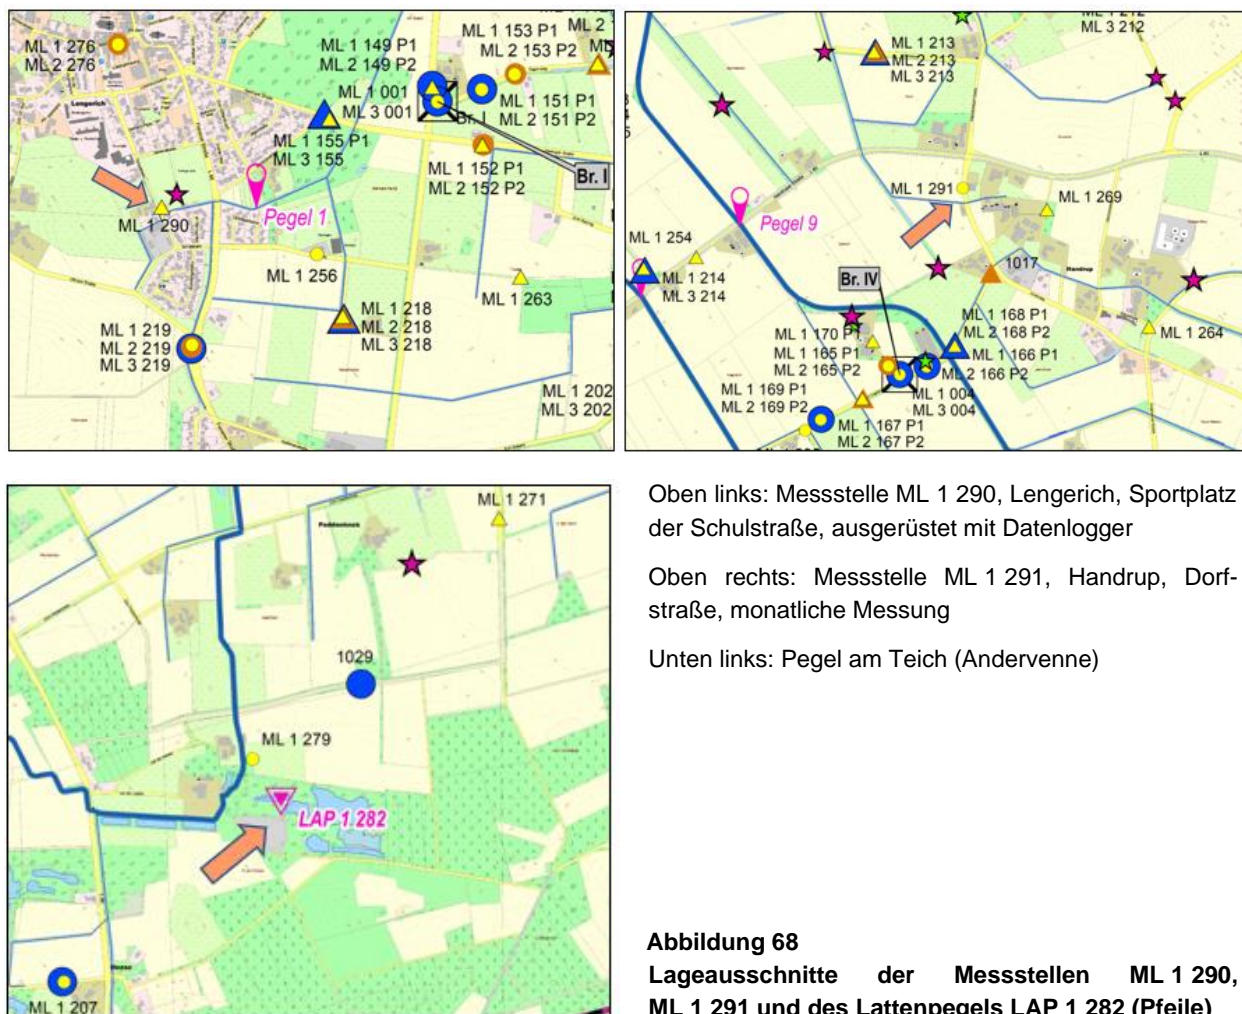 ML 1 276
ML 2 276
Lengerich
ML 1 149 P1
ML 2 149 P2
ML 1 153 P1
ML 2 153 P2
ML 2
ML 1 001
ML 3 001
Br. I
ML 1 151 P1
ML 2 151 P2
ML 1 155 P1
ML 3 155
ML 1 152 P1
ML 2 152 P2
Br. I
Pegel 1
ML 1 290
ML 1 256
ML 1 263
ML 1 218
ML 2 218
ML 3 218
ML 1 219
ML 2 219
ML 3 219
ML 1 202
ML 3 202
ML 3 212
ML 1 213
ML 2 213
ML 3 213
ML 1 291
ML 1 269
Pegel 9
ML 1 254
ML 1 214
ML 3 214
Br. IV
1017
Handrup
ML 1 168 P1
ML 2 168 P2
ML 1 264
ML 1 170 P1
ML 1 165 P1
ML 2 165 P2
ML 1 166 P1
ML 2 166 P2
ML 1 169 P1
ML 2 169 P2
ML 1 004
ML 3 004
ML 1 167 P1
ML 2 167 P2
ML 1 271
1029
ML 1 279
LAP 1 282
ML 1 207
Oben links: Messstelle ML 1 290, Lengerich, Sportplatz
der Schulstraße, ausgerüstet mit Datenlogger
Oben rechts: Messstelle ML 1 291, Handrup, Dorf-
straße, monatliche Messung
Unten links: Pegel am Teich (Andervenne)
Abbildung 68
Lageausschnitte der Messstellen ML 1 290,
ML 1 291 und des Lattenpegels LAP 1 282 (Pfeile)